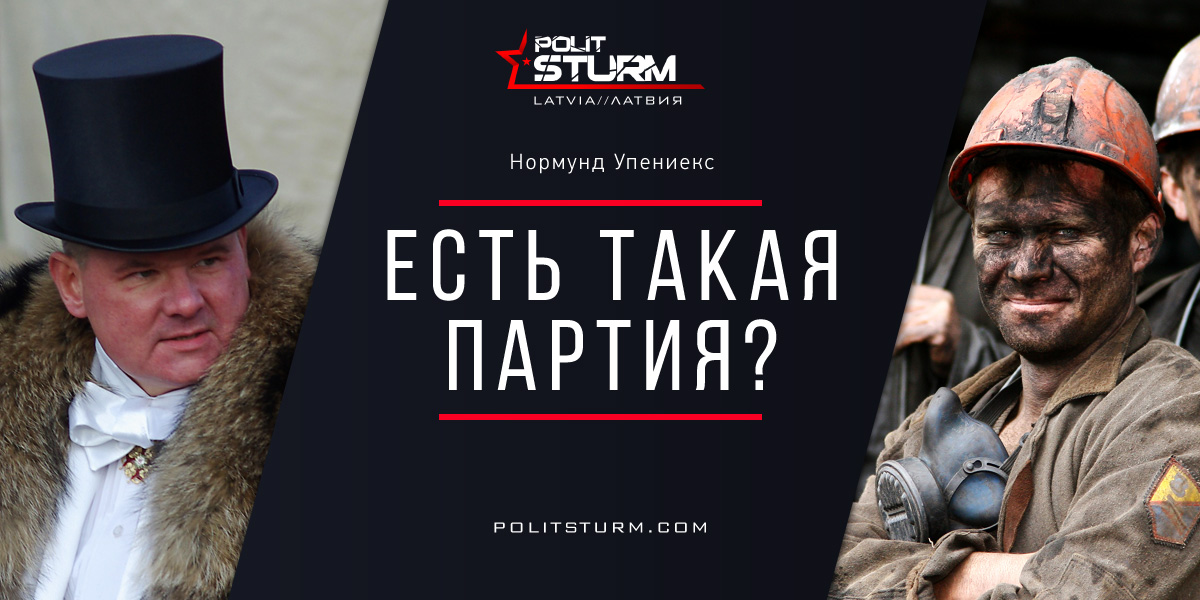 POLIT
STURM
LATVIA//ЛАТВИЯ
Нормунд Упениекс
ЕСТЬ ТАКАЯ
ПАРТИЯ?
POLITSTURM.COM